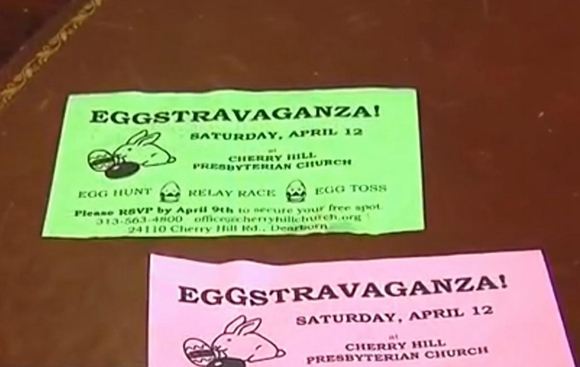 EGGSTRAVAGANZA!
SATURDAY, APRIL 12
at
CHERRY HILL
PRESBYTERIAN CHURCH
EGG HUNT RELAY RACE EGG TOSS
Please RSVP by April 9th to secure your free spot.
313-563-4800 office@cherryhillchurch.org
24110 Cherry Hill Rd., Dearborn
EGGSTRAVAGANZA!
SATURDAY, APRIL 12
at
CHERRY HILL
PRESBYTERIAN CHURCH